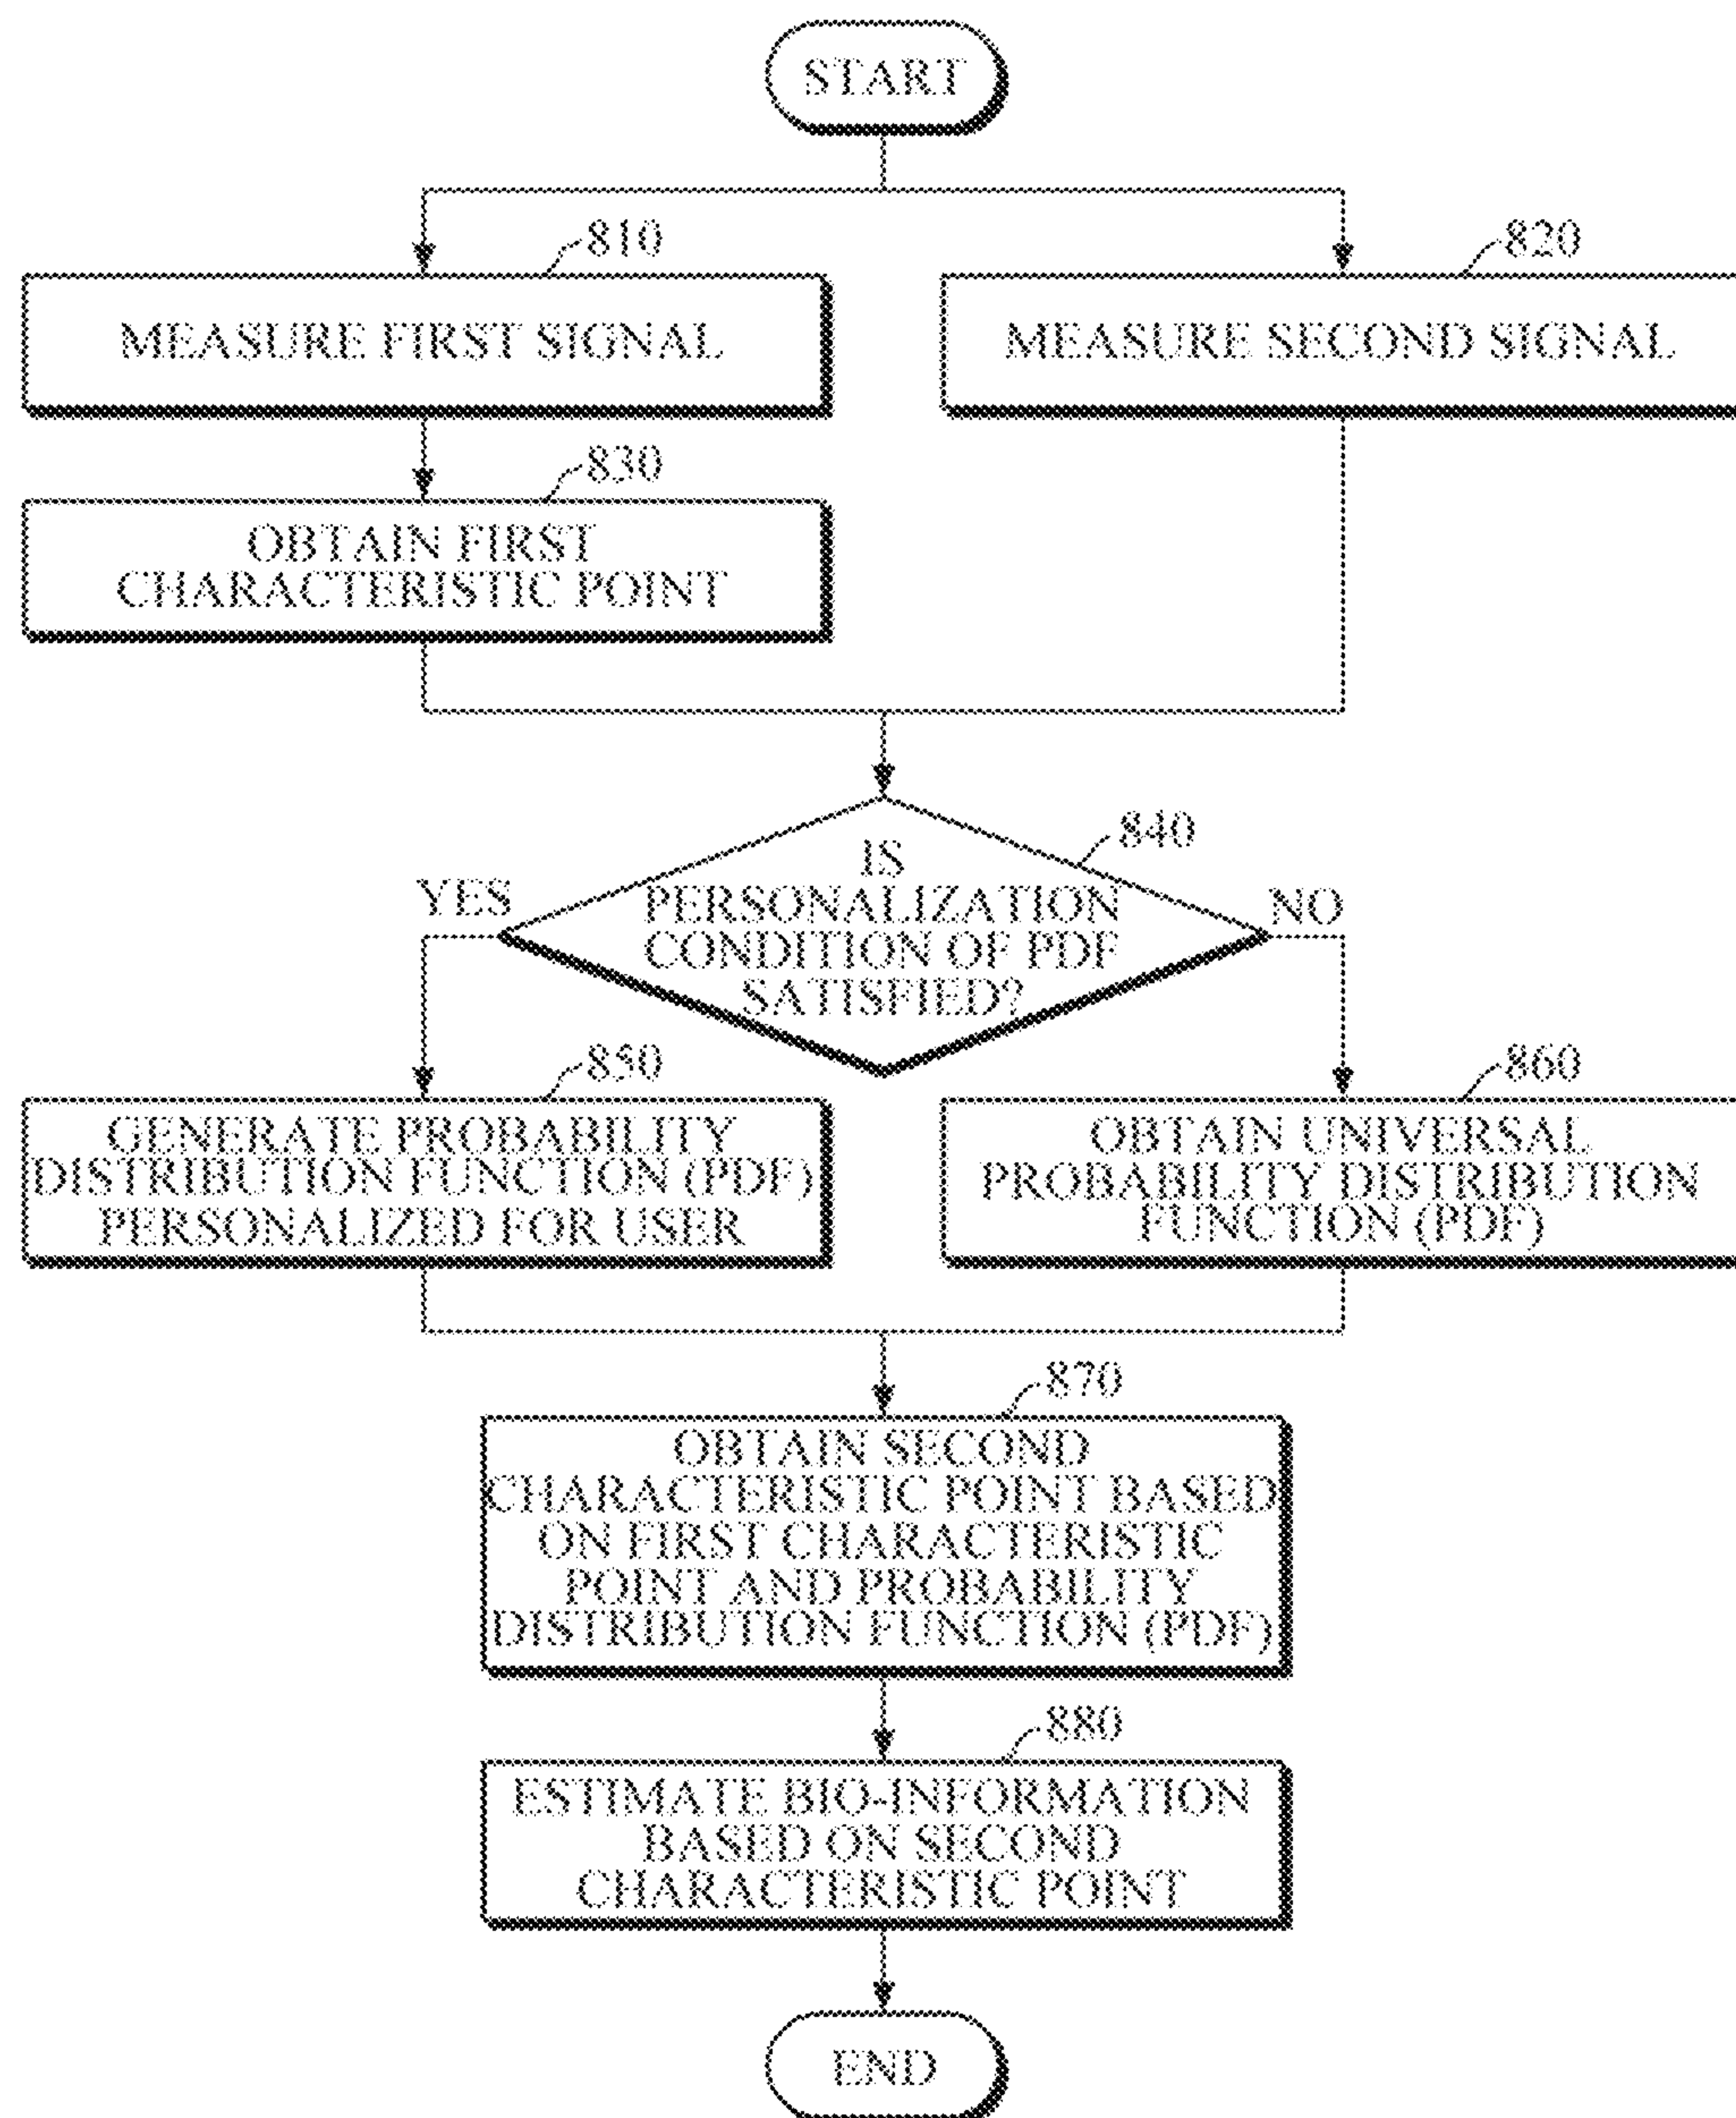 START
810
820
MEASURE FIRST SIGNAL
MEASURE SECOND SIGNAL
830
OBTAIN FIRST
CHARACTERISTIC POINT
840
IS
PERSONALIZATION
CONDITION OF PDF
SATISFIED?
YES
NO
850
860
GENERATE PROBABILITY
DISTRIBUTION FUNCTION (PDF)
PERSONALIZED FOR USER
OBTAIN UNIVERSAL
PROBABILITY DISTRIBUTION
FUNCTION (PDF)
870
OBTAIN SECOND
CHARACTERISTIC POINT BASED
ON FIRST CHARACTERISTIC
POINT AND PROBABILITY
DISTRIBUTION FUNCTION (PDF)
880
ESTIMATE BIO-INFORMATION
BASED ON SECOND
CHARACTERISTIC POINT
END